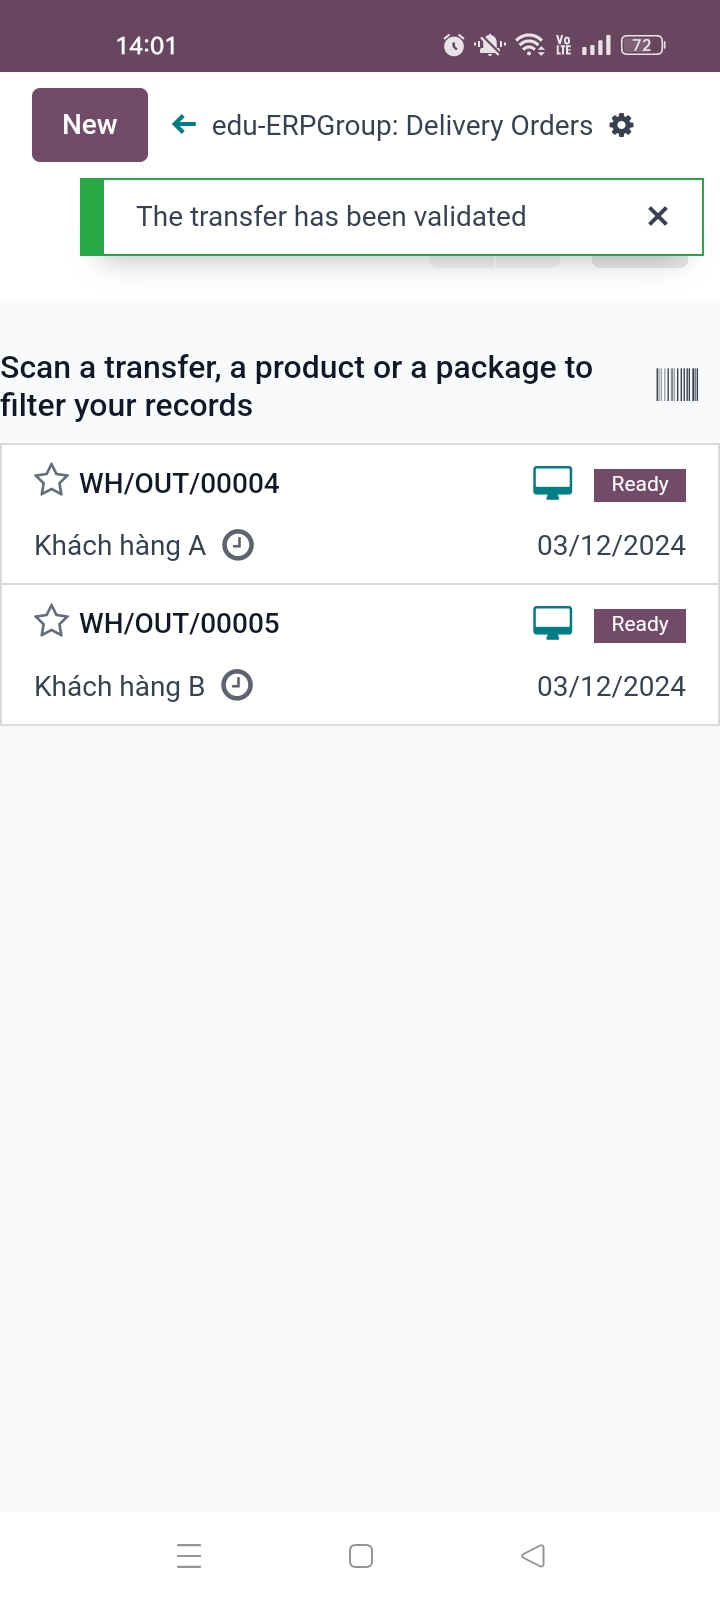 14:01
VO LTE
72
New
edu-ERPGroup: Delivery Orders
The transfer has been validated
Scan a transfer, a product or a package to
filter your records
WH/OUT/00004
Ready
Khách hàng A
03/12/2024
WH/OUT/00005
Ready
Khách hàng B
03/12/2024